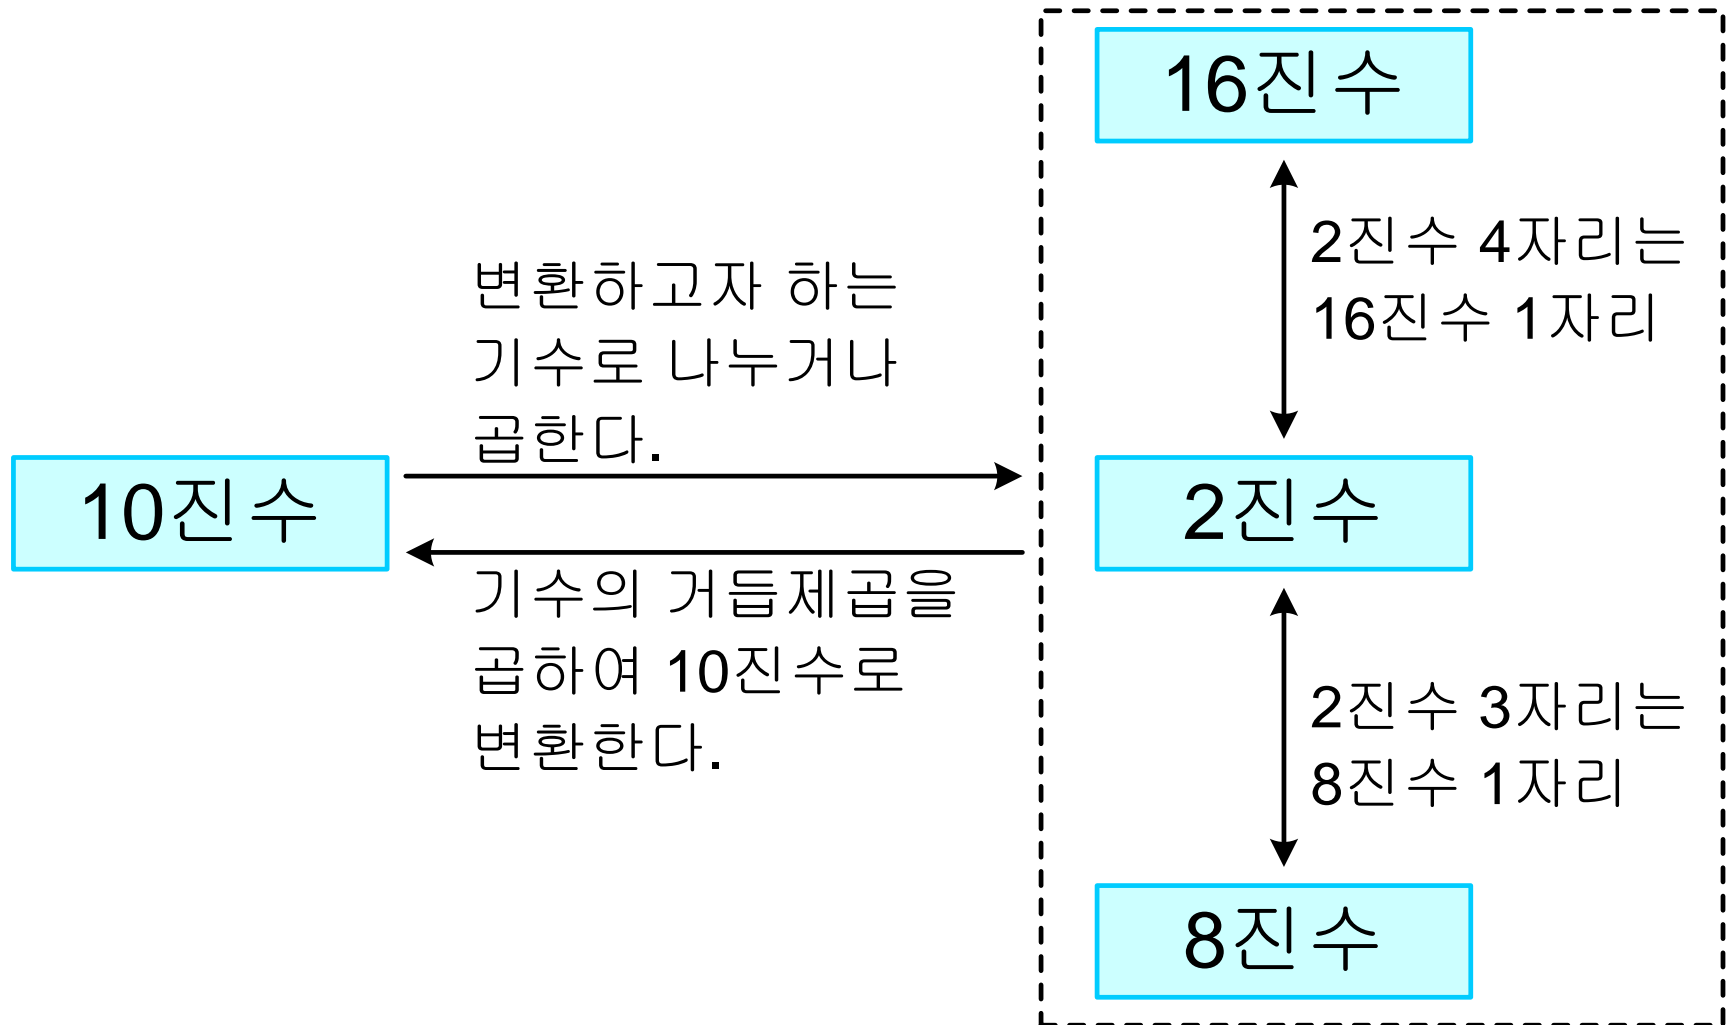 16진수
2진수 4자리는
16진수 1자리
변환하고자 하는
기수로 나누거나
곱한다.
10진수
2진수
기수의 거듭제곱을
곱하여 10진수로
변환한다.
2진수 3자리는
8진수 1자리
8진수